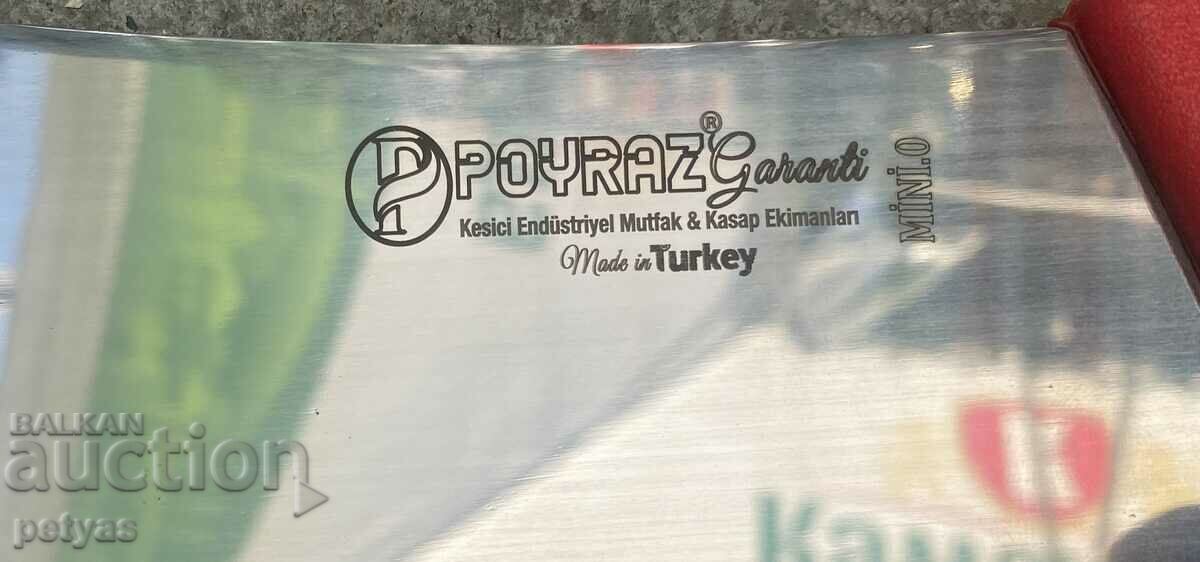 POYRAZ® Garanti
Kesici Endüstriyel Mutfak & Kasap Ekimanları
Made in Turkey
MİNİ.0
K
BALKAN
auction
petyas